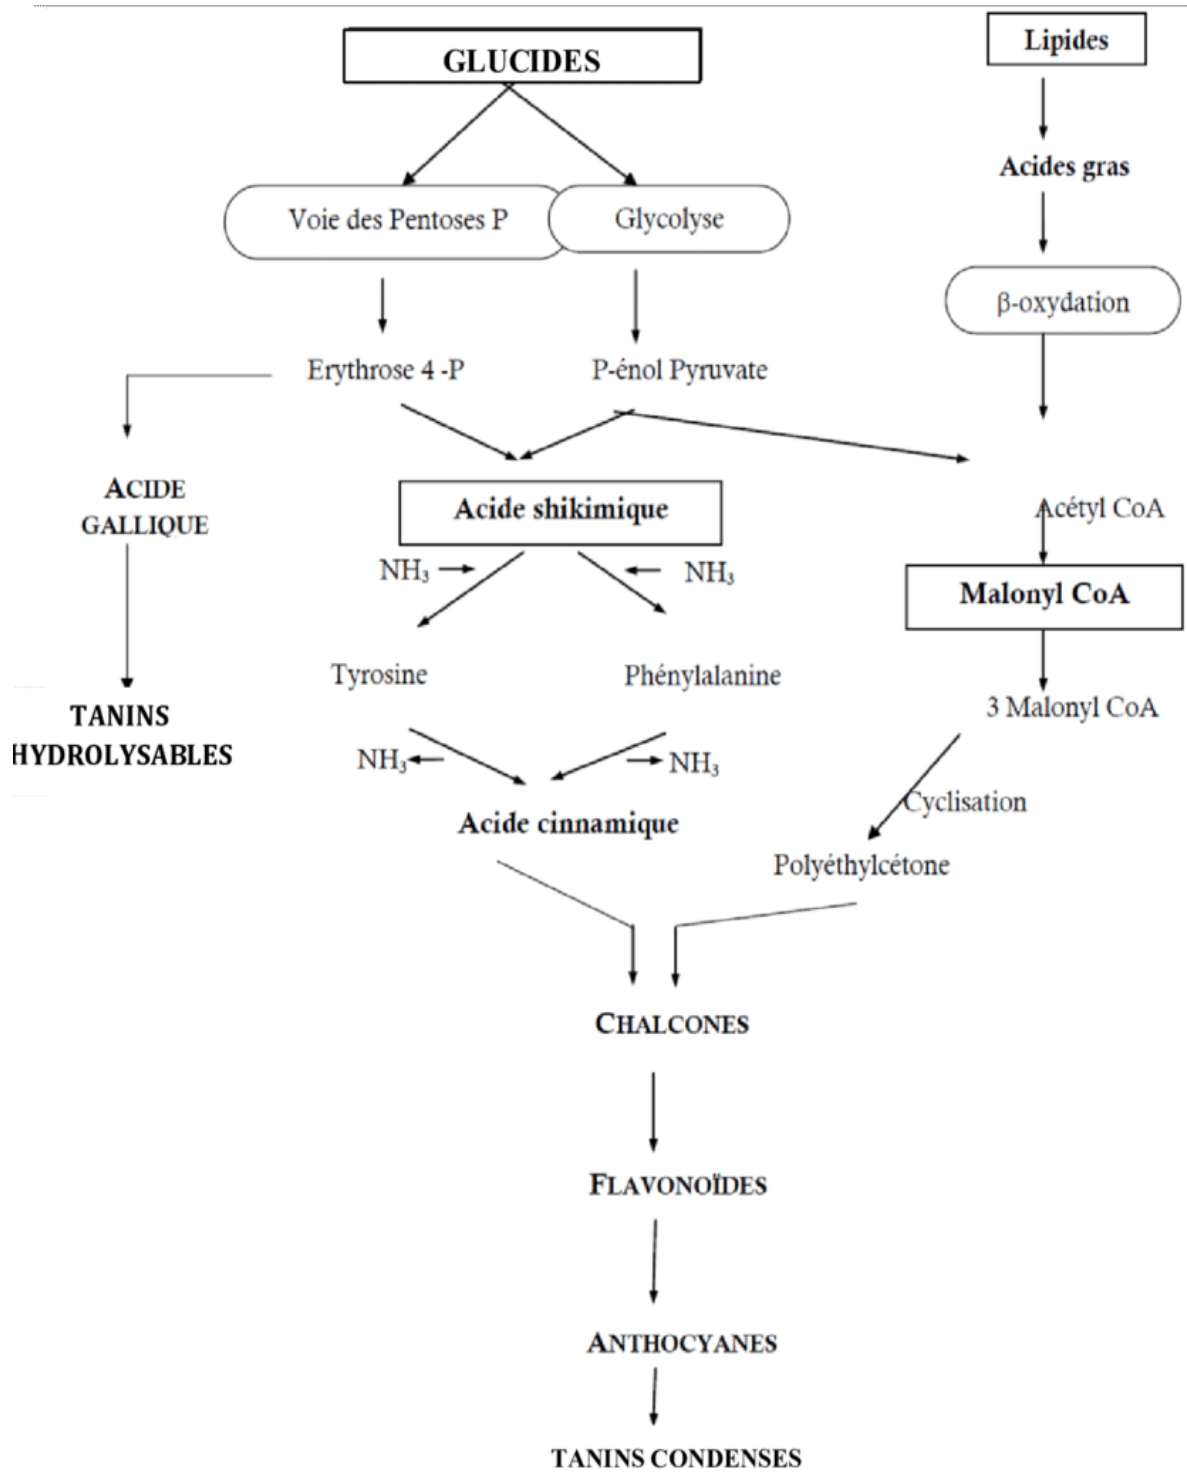 GLUCIDES
Lipides
Acides gras
Voie des Pentoses P
Glycolyse
β-oxydation
Erythrose 4 -P
P-énol Pyruvate
ACIDE
GALLIQUE
Acide shikimique
Acétyl CoA
NH₃
NH₃
Malonyl CoA
Tyrosine
Phénylalanine
3 Malonyl CoA
TANINS
HYDROLYSABLES
NH₃
NH₃
Cyclisation
Acide cinnamique
Polyéthylcétone
CHALCONES
FLAVONOÏDES
ANTHOCYANES
TANINS CONDENSES